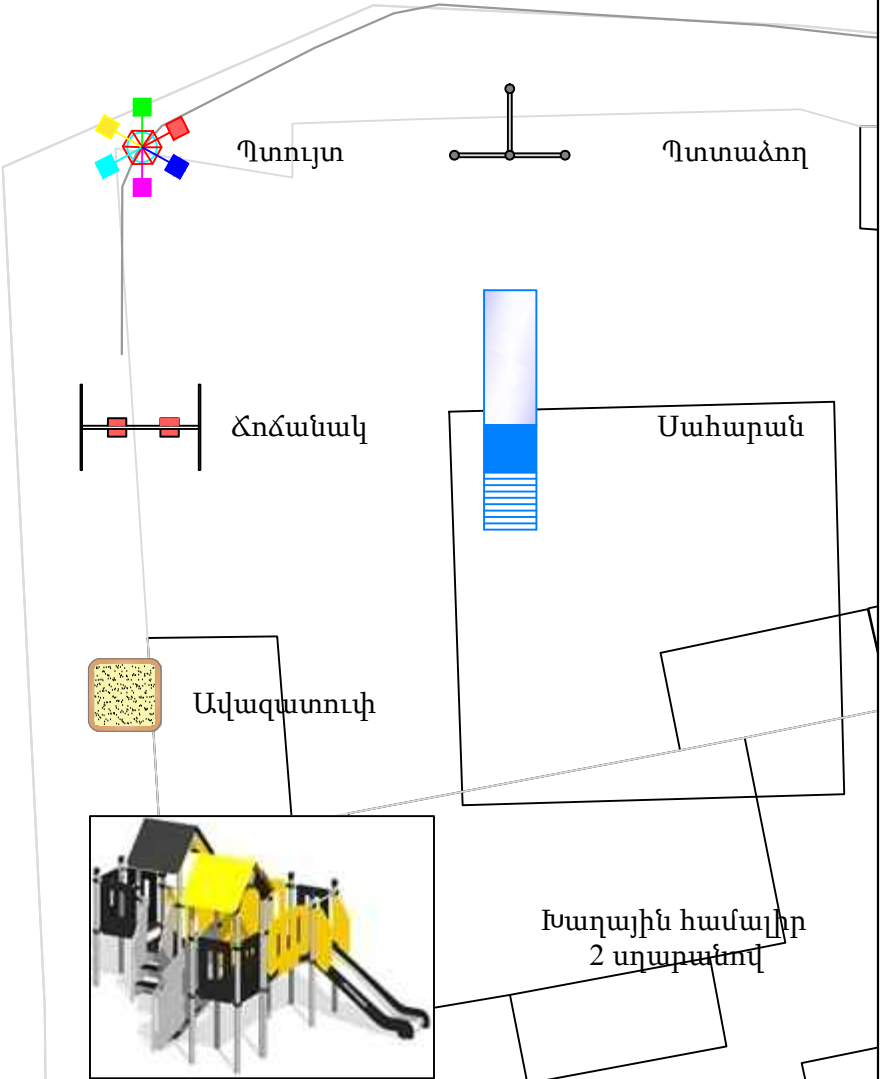 Պտույտ
Պտտաձող
Ճոճանակ
Սահարան
Ավազատուփ
Խաղային համալիր
2 սղարանով